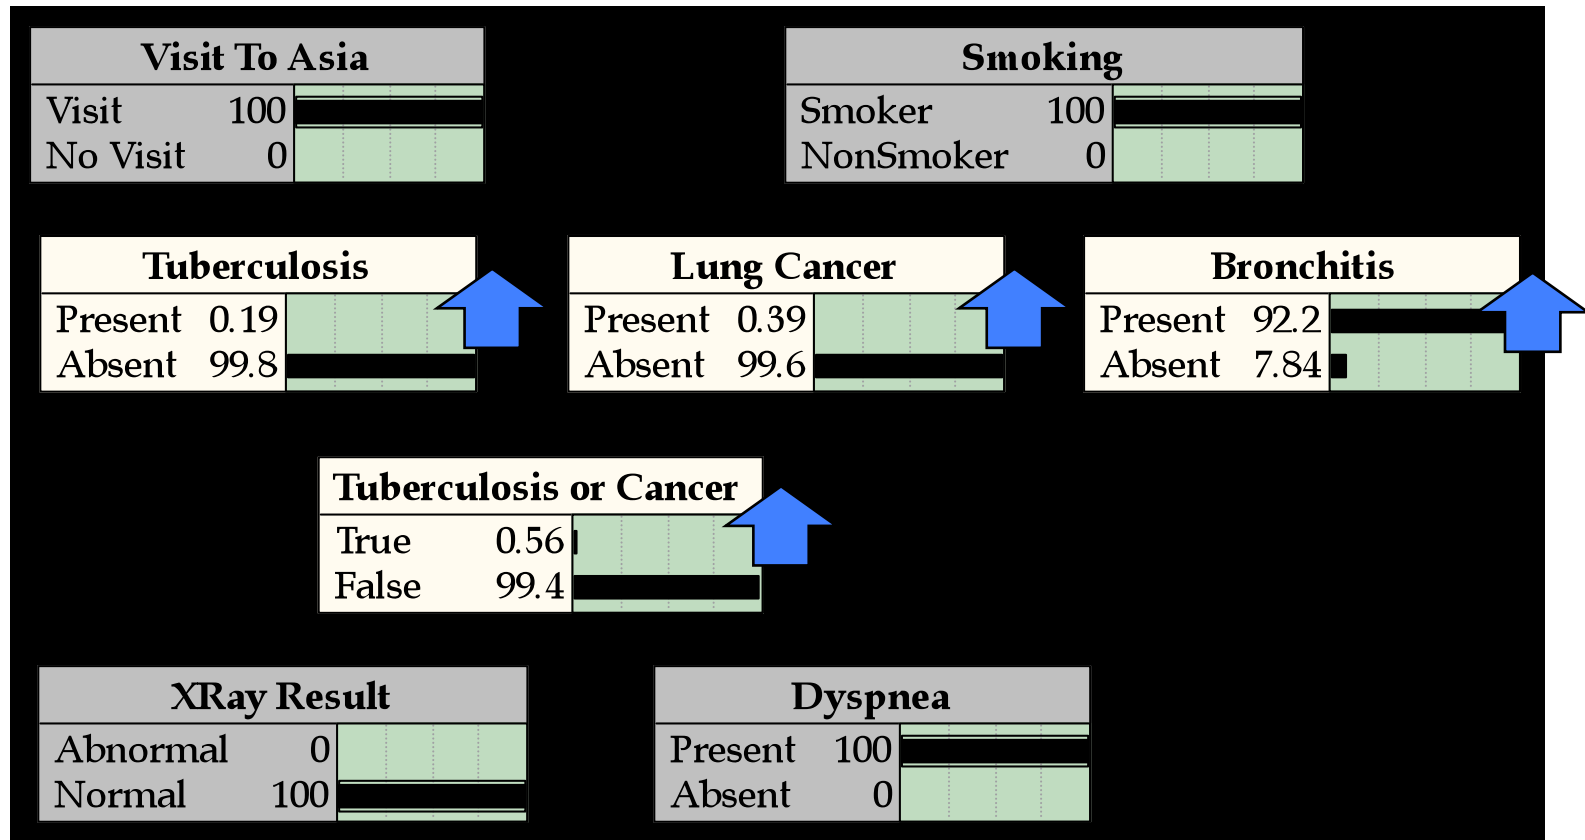 Visit To Asia
Visit 100
No Visit 0
Smoking
Smoker 100
NonSmoker 0
Tuberculosis
Present 0.19
Absent 99.8
Lung Cancer
Present 0.39
Absent 99.6
Bronchitis
Present 92.2
Absent 7.84
Tuberculosis or Cancer
True 0.56
False 99.4
XRay Result
Abnormal 0
Normal 100
Dyspnea
Present 100
Absent 0